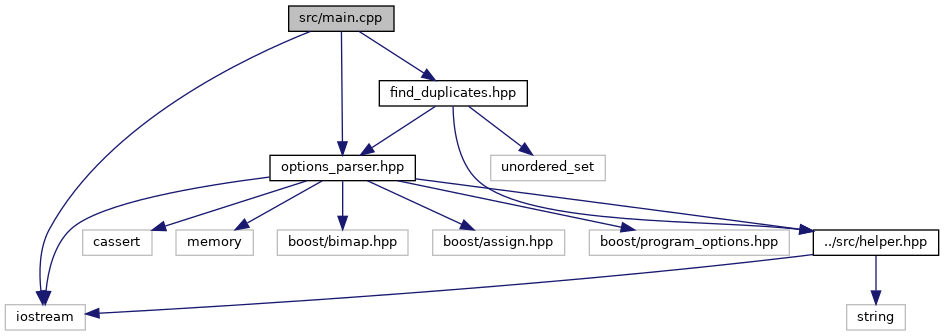 src/main.cpp
find_duplicates.hpp
options_parser.hpp
unordered_set
cassert
memory
boost/bimap.hpp
boost/assign.hpp
boost/program_options.hpp
../src/helper.hpp
iostream
string